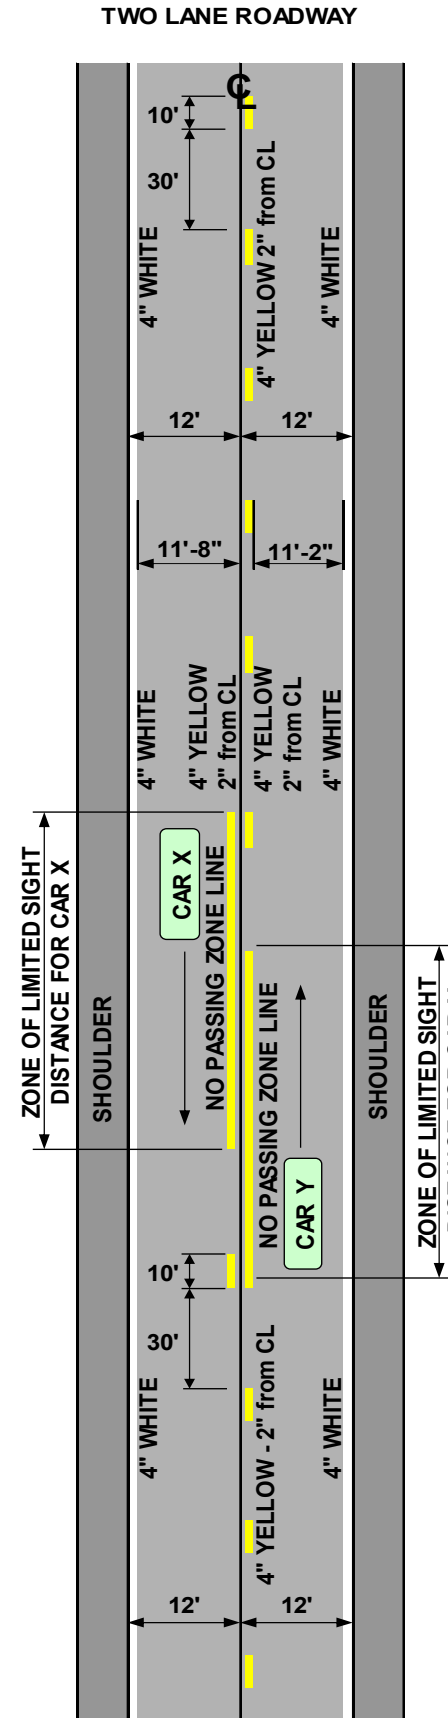 TWO LANE ROADWAY
CL
10'
30'
4" WHITE
4" YELLOW 2" from CL
4" WHITE
12'
12'
11'-8"
11'-2"
4" WHITE
4" YELLOW
2" from CL
4" YELLOW
2" from CL
4" WHITE
ZONE OF LIMITED SIGHT
DISTANCE FOR CAR X
SHOULDER
CAR X
NO PASSING ZONE LINE
NO PASSING ZONE LINE
CAR Y
SHOULDER
ZONE OF LIMITED SIGHT
10'
30'
4" WHITE
4" YELLOW - 2" from CL
4" WHITE
12'
12'